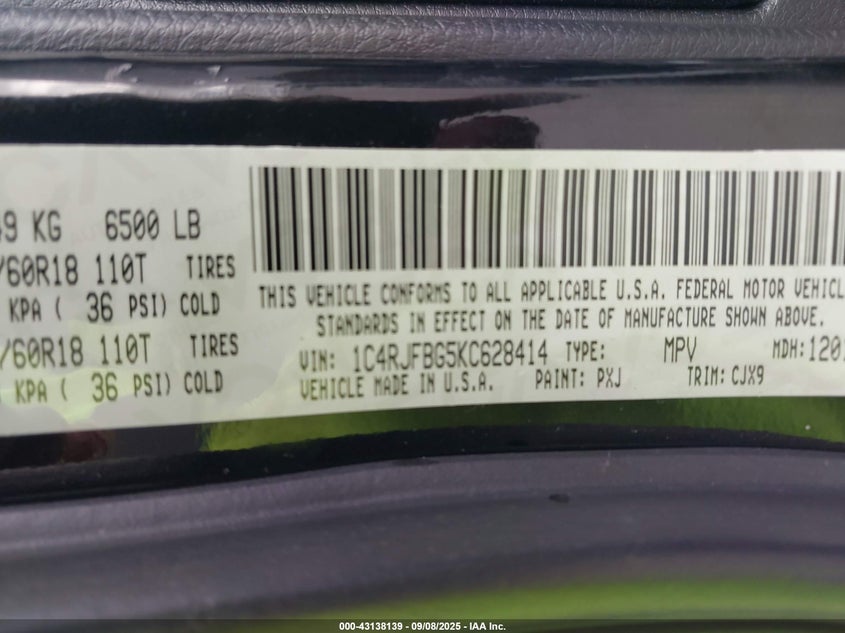 49 KG 6500 LB
/60R18 110T TIRES
KPA ( 36 PSI) COLD
/60R18 110T TIRES
KPA ( 36 PSI) COLD
THIS VEHICLE CONFORMS TO ALL APPLICABLE U.S.A. FEDERAL MOTOR VEHICL
STANDARDS IN EFFECT ON THE DATE OF MANUFACTURE SHOWN ABOVE.
VIN: 1C4RJFBG5KC628414 TYPE: MPV MDH: 120
VEHICLE MADE IN U.S.A. PAINT: PXJ TRIM: CJX9
000-43138139 - 09/08/2025 - IAA Inc.